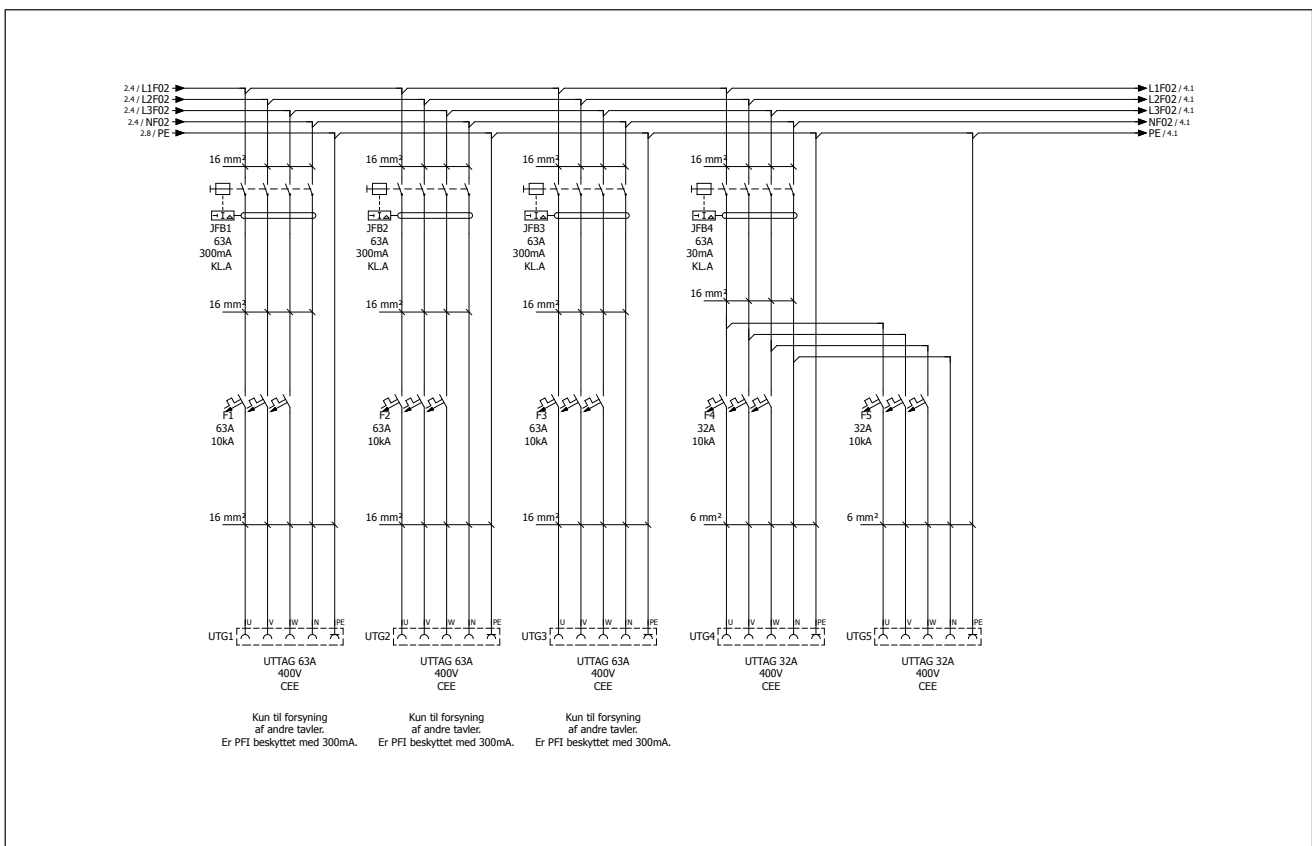 2.4 / L1F02
2.4 / L2F02
2.4 / L3F02
2.4 / NF02
2.8 / PE
L1F02 / 4.1
L2F02 / 4.1
L3F02 / 4.1
NF02 / 4.1
PE / 4.1
16 mm²
16 mm²
16 mm²
16 mm²
JFB1
63A
300mA
KL.A
JFB2
63A
300mA
KL.A
JFB3
63A
300mA
KL.A
JFB4
63A
30mA
KL.A
16 mm²
16 mm²
16 mm²
16 mm²
F1
63A
10kA
F2
63A
10kA
F3
63A
10kA
F4
32A
10kA
F5
32A
10kA
16 mm²
16 mm²
16 mm²
6 mm²
6 mm²
UTG1
U V W N PE
UTG2
U V W N PE
UTG3
U V W N PE
UTG4
U V W N PE
UTG5
U V W N PE
UTTAG 63A
400V
CEE
UTTAG 63A
400V
CEE
UTTAG 63A
400V
CEE
UTTAG 32A
400V
CEE
UTTAG 32A
400V
CEE
Kun til forsyning
af andre tavler.
Er PFI beskyttet med 300mA.
Kun til forsyning
af andre tavler.
Er PFI beskyttet med 300mA.
Kun til forsyning
af andre tavler.
Er PFI beskyttet med 300mA.